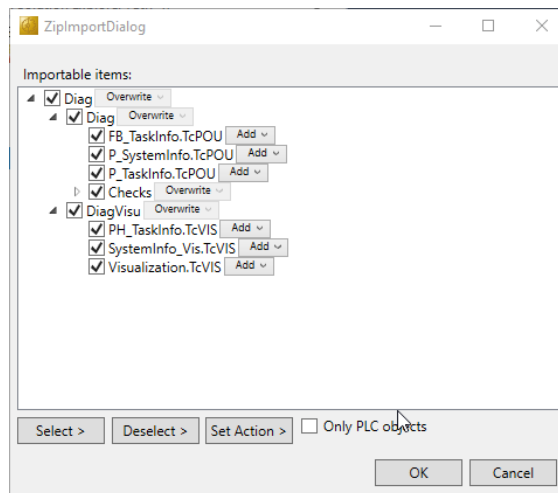 ZipImportDialog
Importable items:
Diag Overwrite
Diag Overwrite
FB_TaskInfo.TcPOU Add
P_SystemInfo.TcPOU Add
P_TaskInfo.TcPOU Add
Checks Overwrite
DiagVisu Overwrite
PH_TaskInfo.TcVIS Add
SystemInfo_Vis.TcVIS Add
Visualization.TcVIS Add
Select > Deselect > Set Action > Only PLC objects
OK Cancel